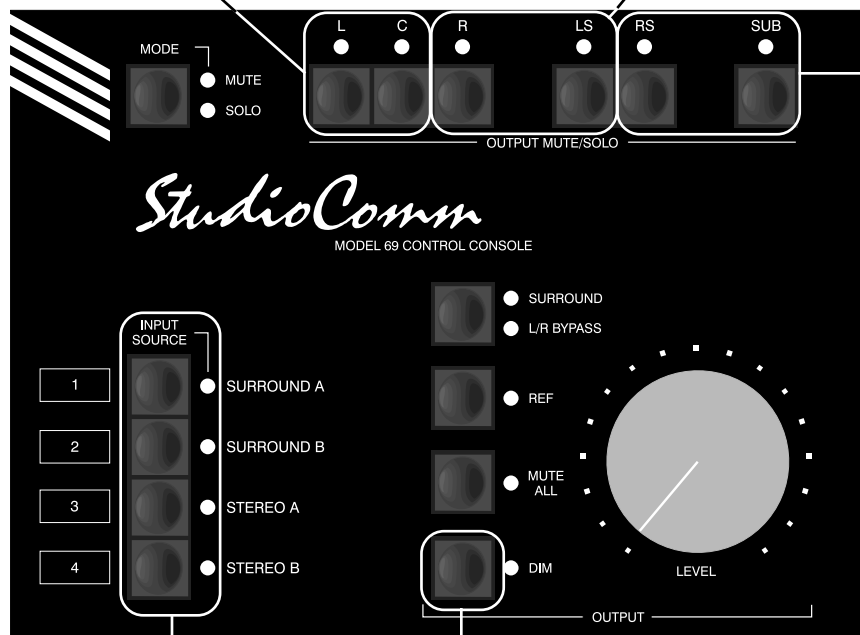 L C R LS RS SUB
MODE
MUTE
SOLO
OUTPUT MUTE/SOLO
StudioComm
MODEL 69 CONTROL CONSOLE
SURROUND
L/R BYPASS
INPUT
SOURCE
1 SURROUND A
REF
2 SURROUND B
MUTE
ALL
3 STEREO A
4 STEREO B
DIM
LEVEL
OUTPUT